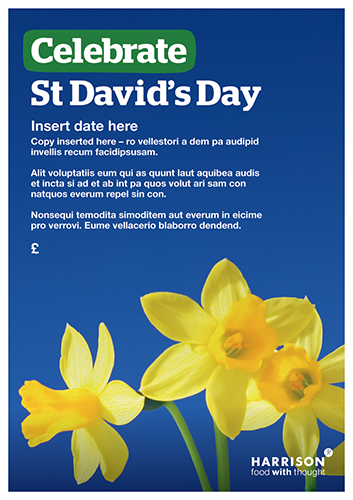 Celebrate
St David's Day
Insert date here
Copy inserted here – ro vellestori a dem pa audipid
invellis recum facidipsusam.
Alit voluptatiis eum qui as quunt laut aquibea audis
et incta si ad et ab int pa quos volut ari sam con
natquos everum repel sin con.
Nonsequi temodita simoditem aut everum in eicime
pro verrovi. Eume vellacerio blaborro dendend.
£
HARRISON
food with thought